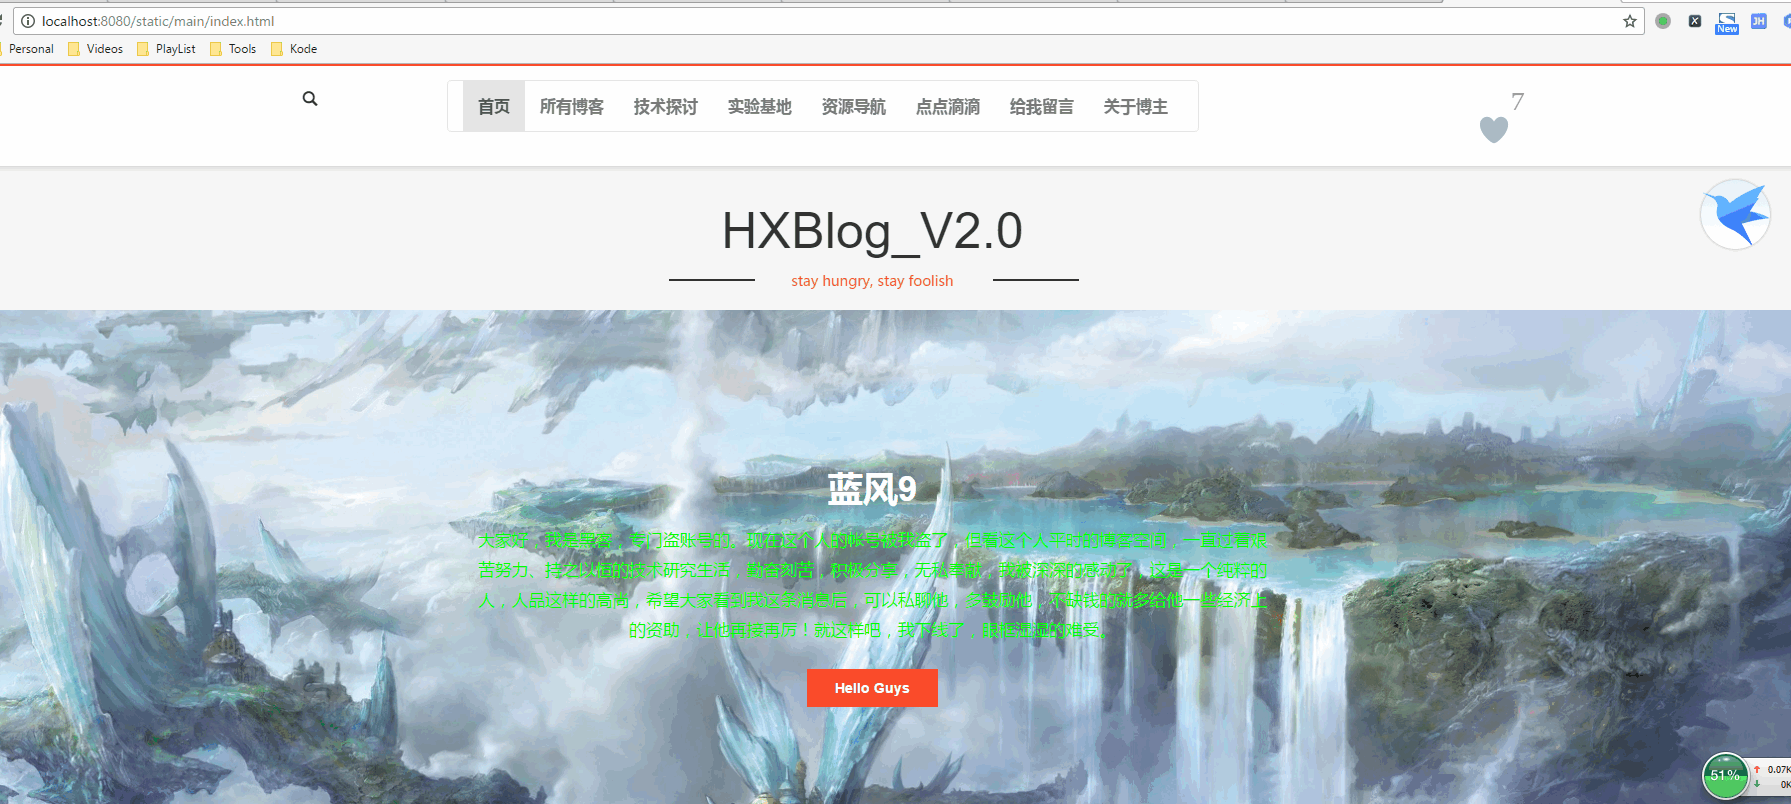 localhost:8080/static/main/index.html
JH
New
Personal Videos PlayList Tools Kode
首页 所有博客 技术探讨 实验基地 资源导航 点点滴滴 给我留言 关于博主
7
HXBlog_V2.0
stay hungry, stay foolish
蓝风9
大家好，我是黑客，专门盗账号的。现在这个人的账号被我盗了，但看这个人平时的博客空间，一直过着艰
苦努力、持之以恒的技术研究生活，勤奋刻苦，积极分享，无私奉献，我被深深的感动了，这是一个纯粹的
人，人品这样的高尚，希望大家看到我这条消息后，可以私聊他，多鼓励他，不缺钱的就多给他一些经济上
的资助，让他再接再厉！就这样吧，我下线了，眼框湿湿的难受。
Hello Guys
51%
0.07K
0K